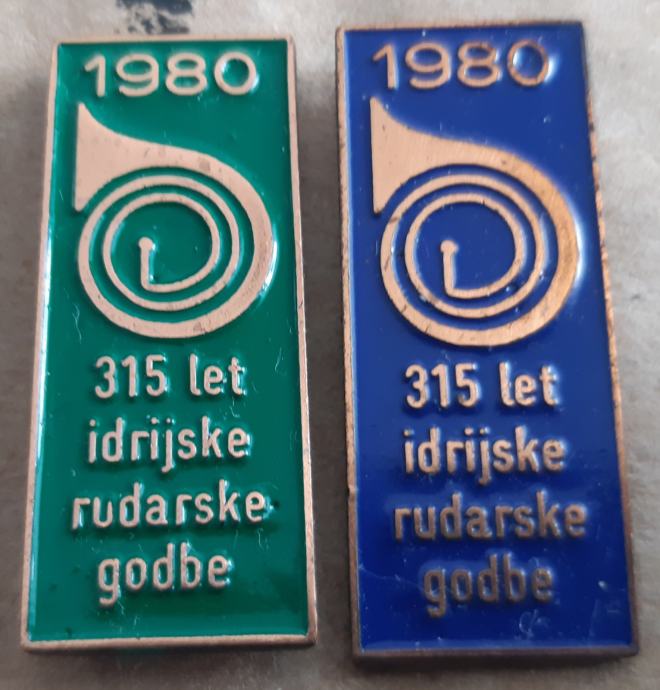 1980
315 let
idrijske
rudarske
godbe
1980
315 let
idrijske
rudarske
godbe